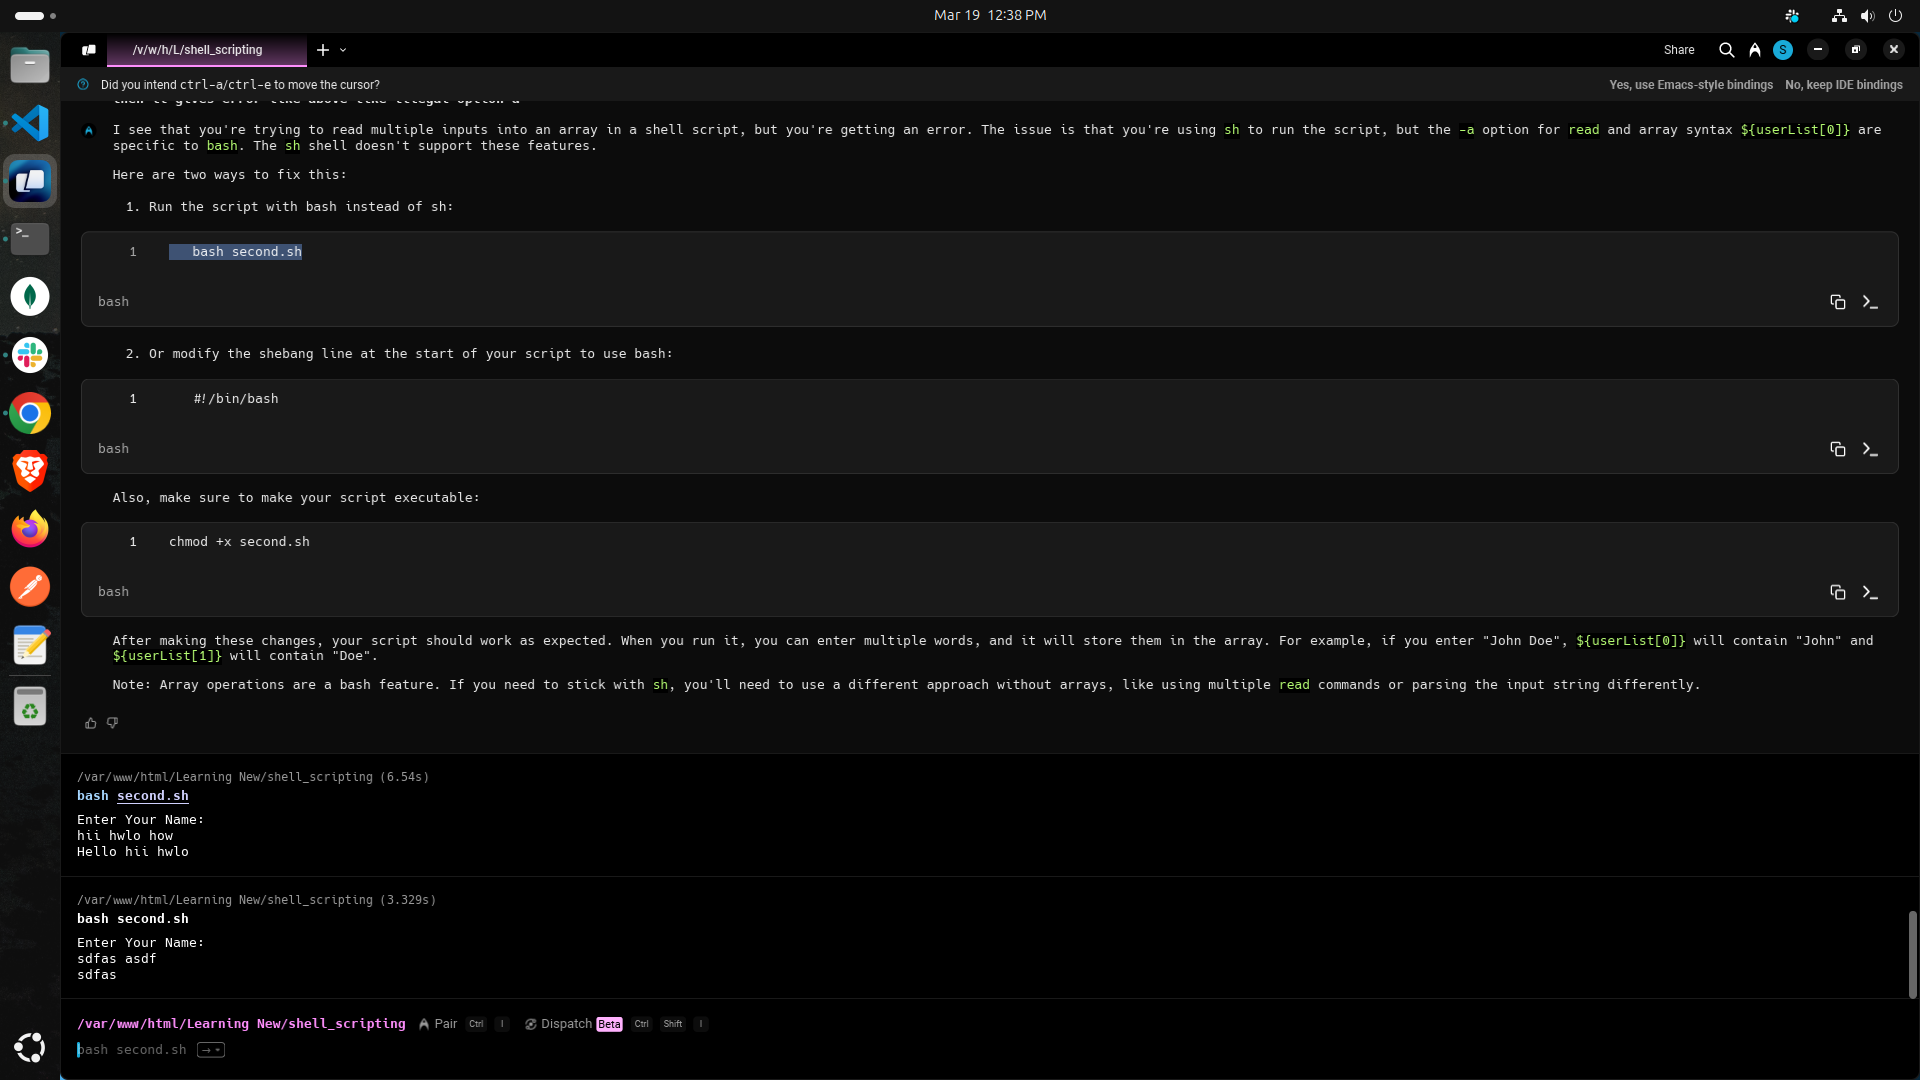 Mar 19 12:38 PM
/v/w/h/L/shell_scripting
Share
S
Did you intend ctrl-a/ctrl-e to move the cursor?
Yes, use Emacs-style bindings No, keep IDE bindings
then it gives error like above like illegal option a
I see that you're trying to read multiple inputs into an array in a shell script, but you're getting an error. The issue is that you're using sh to run the script, but the -a option for read and array syntax ${userList[0]} are
specific to bash. The sh shell doesn't support these features.
Here are two ways to fix this:
1. Run the script with bash instead of sh:
1 bash second.sh
bash
2. Or modify the shebang line at the start of your script to use bash:
1 #!/bin/bash
bash
Also, make sure to make your script executable:
1 chmod +x second.sh
bash
After making these changes, your script should work as expected. When you run it, you can enter multiple words, and it will store them in the array. For example, if you enter "John Doe", ${userList[0]} will contain "John" and
${userList[1]} will contain "Doe".
Note: Array operations are a bash feature. If you need to stick with sh, you'll need to use a different approach without arrays, like using multiple read commands or parsing the input string differently.
/var/www/html/Learning New/shell_scripting (6.54s)
bash second.sh
Enter Your Name:
hii hwlo how
Hello hii hwlo
/var/www/html/Learning New/shell_scripting (3.329s)
bash second.sh
Enter Your Name:
sdfas asdf
sdfas
/var/www/html/Learning New/shell_scripting Pair Ctrl I Dispatch Beta Ctrl Shift I
bash second.sh